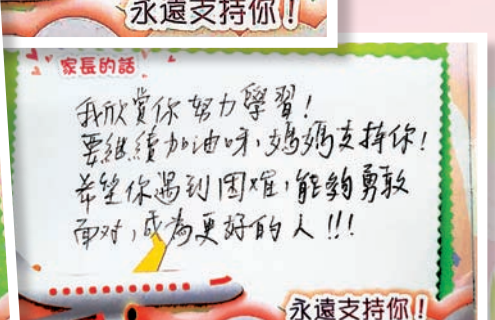 永遠支持你!
家長的話
我欣賞你努力學習!
要繼續加油呀,媽媽支持你!
希望你遇到困难,能夠勇敢
面对,成為更好的人!!!
永遠支持你!